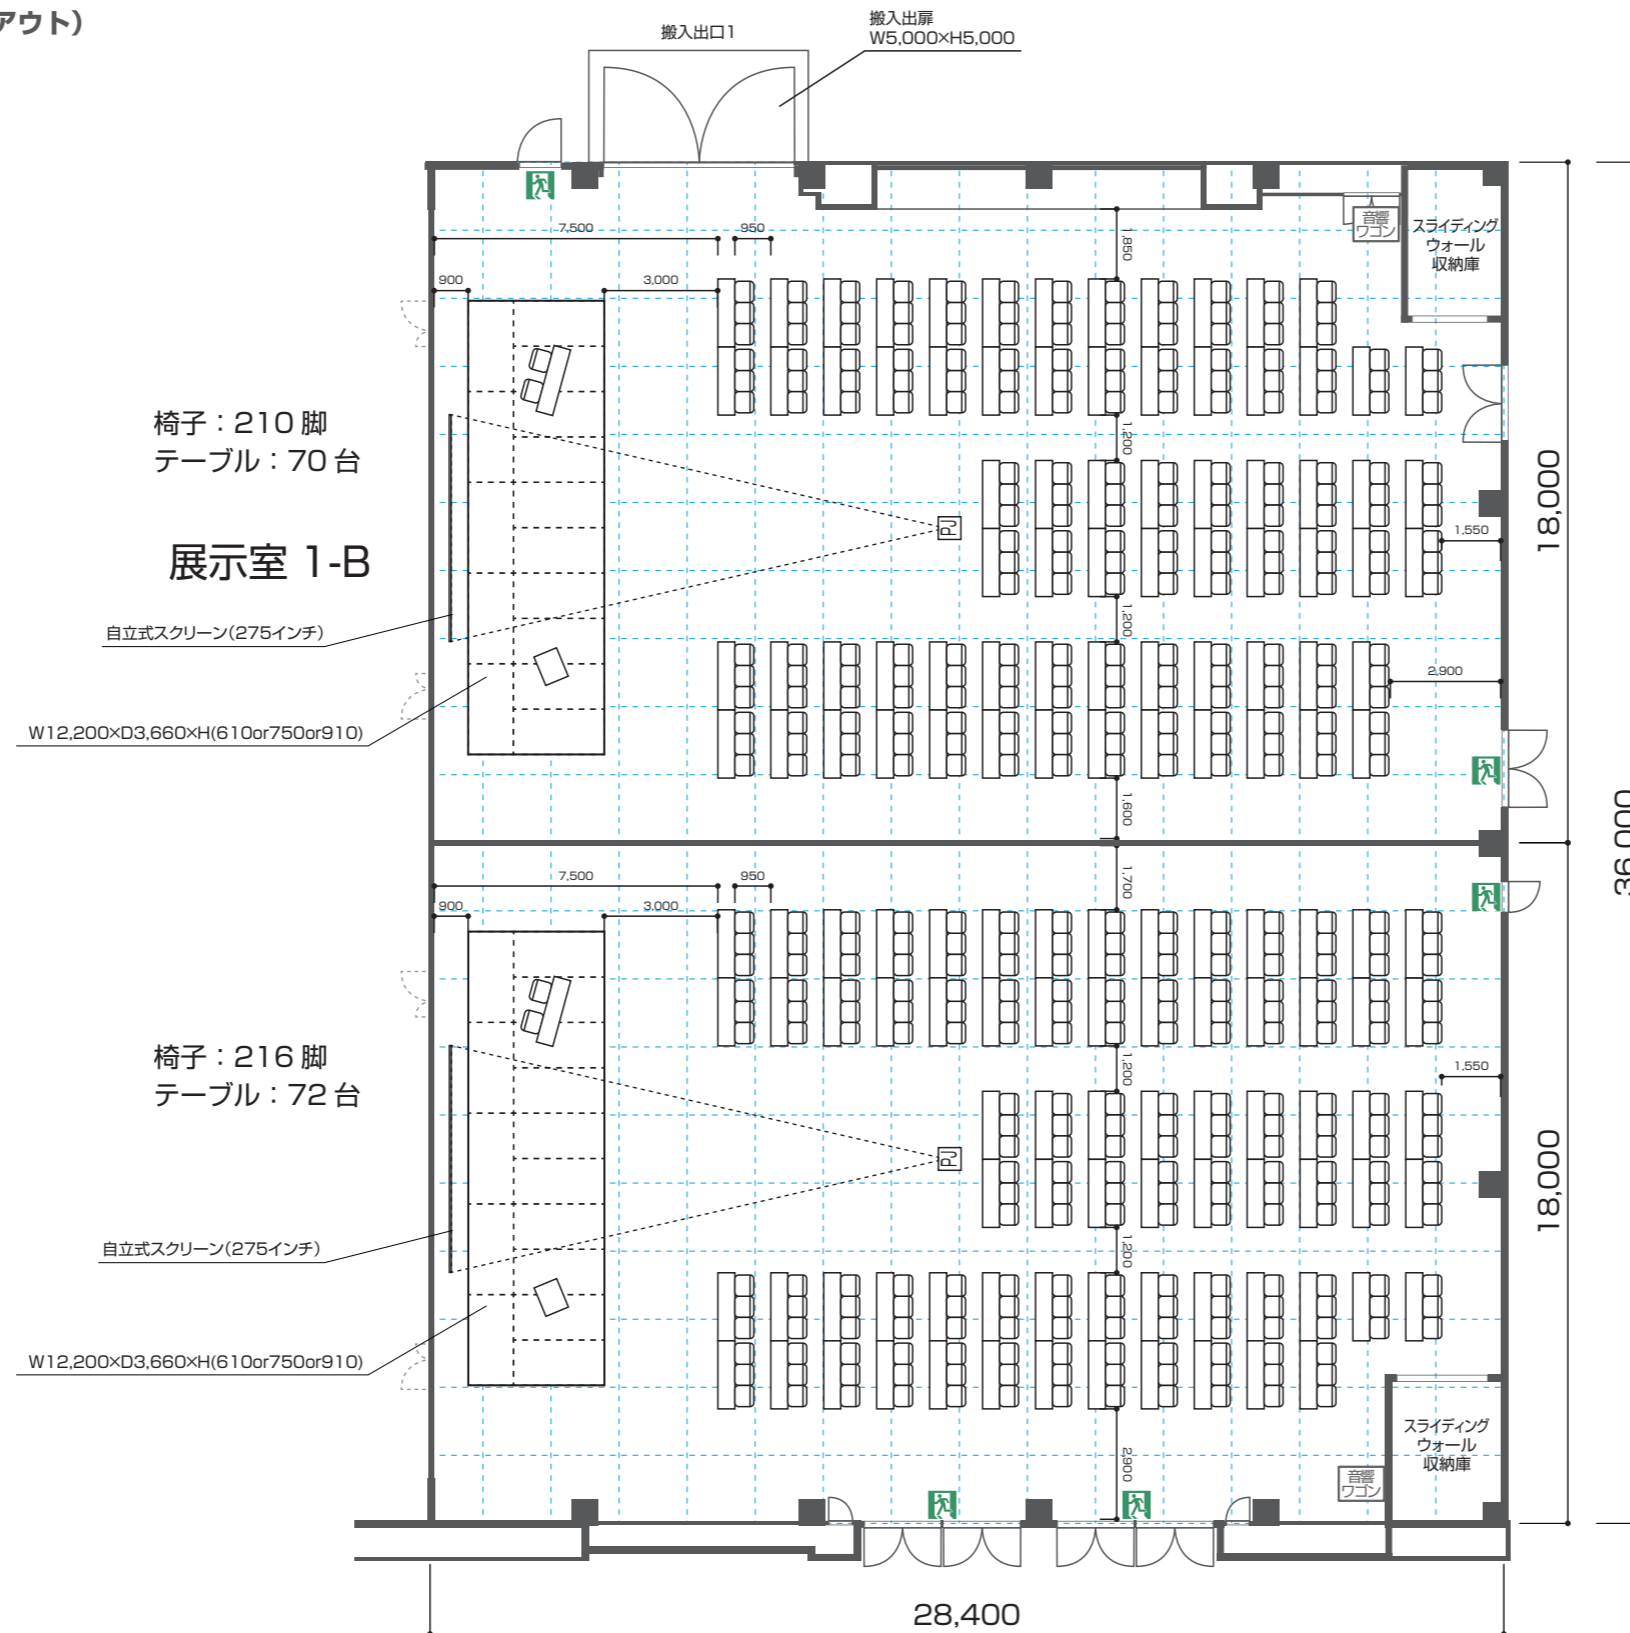 アウト）
搬入出口1
搬入出扉
W5,000×H5,000
7,500
950
1,850
音響
ワゴン
スライディング
ウォール
収納庫
900
3,000
椅子：210 脚
テーブル：70 台
1,200
18,000
展示室 1-B
PJ
1,550
自立式スクリーン(275インチ)
1,200
2,900
W12,200×D3,660×H(610or750or910)
1,600
36,000
7,500
950
1,700
900
3,000
椅子：216 脚
テーブル：72 台
1,200
1,550
PJ
18,000
自立式スクリーン(275インチ)
1,200
W12,200×D3,660×H(610or750or910)
2,900
スライディング
ウォール
収納庫
音響
ワゴン
28,400